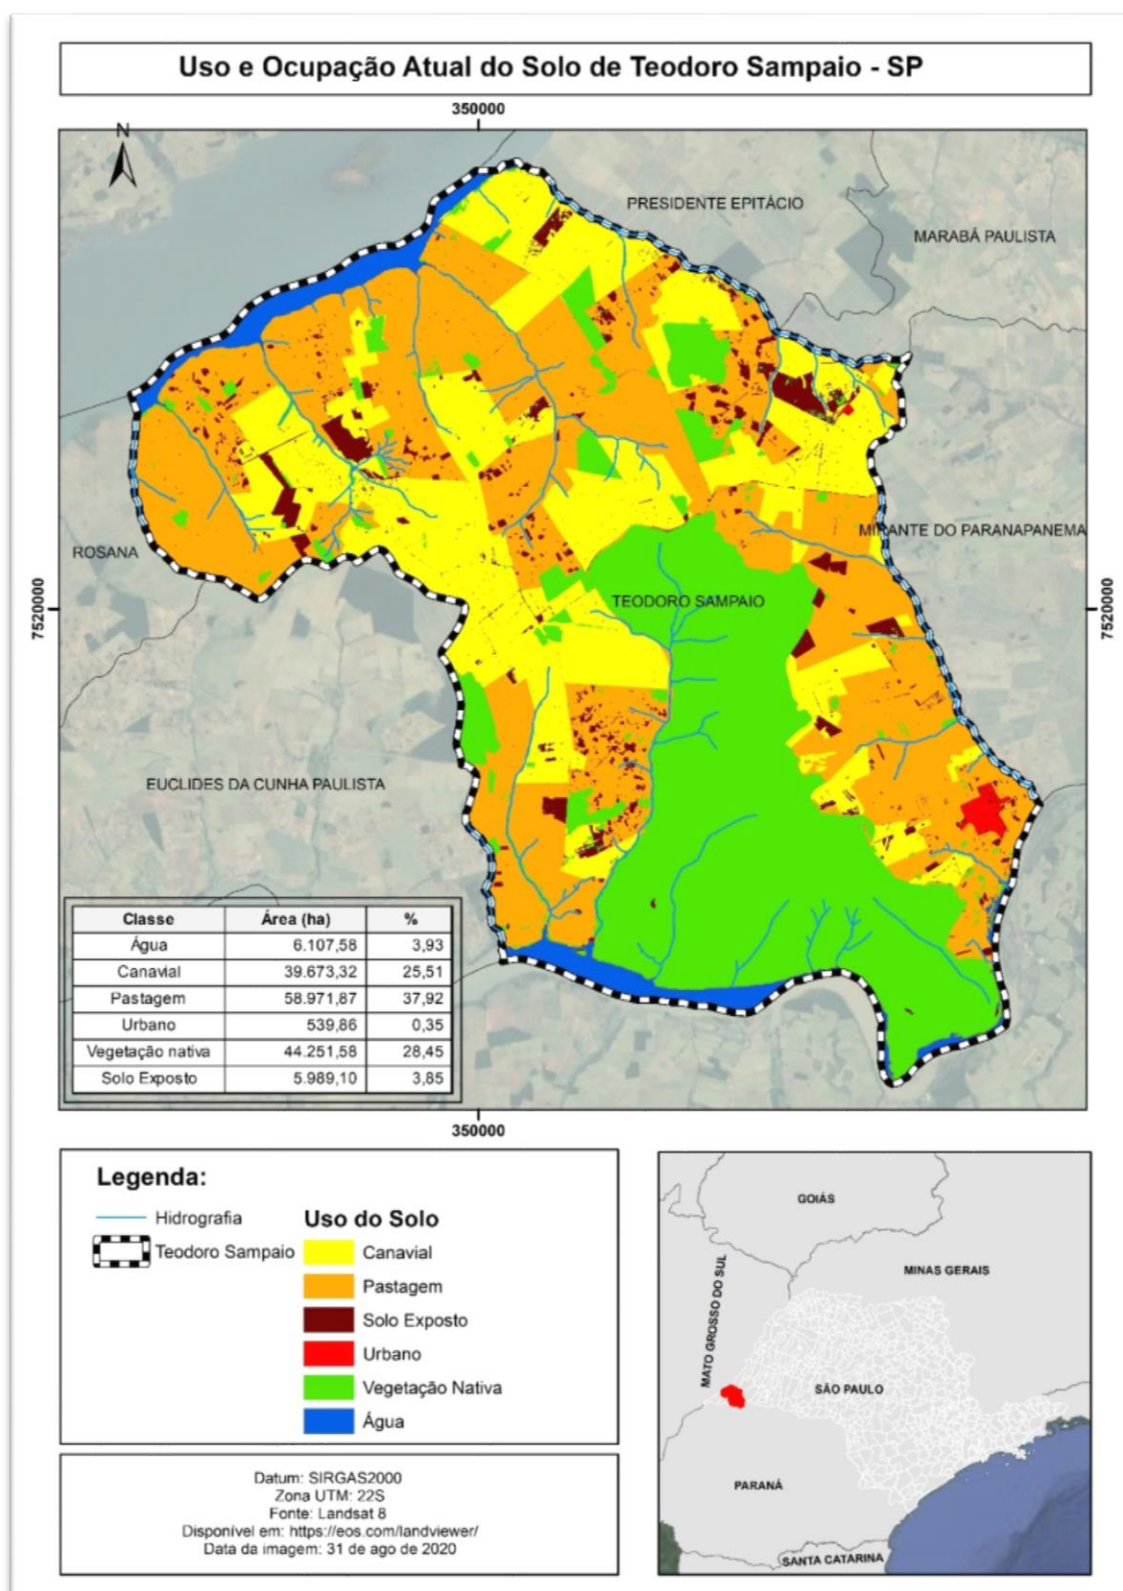 Uso e Ocupação Atual do Solo de Teodoro Sampaio - SP
350000
N
PRESIDENTE EPITÁCIO
MARABÁ PAULISTA
MIRANTE DO PARANAPANEMA
ROSANA
TEODORO SAMPAIO
7520000
7520000
EUCLIDES DA CUNHA PAULISTA
Classe Área (ha) %
Água 6.107,58 3,93
Canavial 39.673,32 25,51
Pastagem 58.971,87 37,92
Urbano 539,86 0,35
Vegetação nativa 44.251,58 28,45
Solo Exposto 5.989,10 3,85
350000
Legenda:
Hidrografia
Teodoro Sampaio
Uso do Solo
Canavial
Pastagem
Solo Exposto
Urbano
Vegetação Nativa
Água
Datum: SIRGAS2000
Zona UTM: 22S
Fonte: Landsat 8
Disponível em: https://eos.com/landviewer/
Data da imagem: 31 de ago de 2020
GOIÁS
MINAS GERAIS
MATO GROSSO DO SUL
SÃO PAULO
PARANÁ
SANTA CATARINA